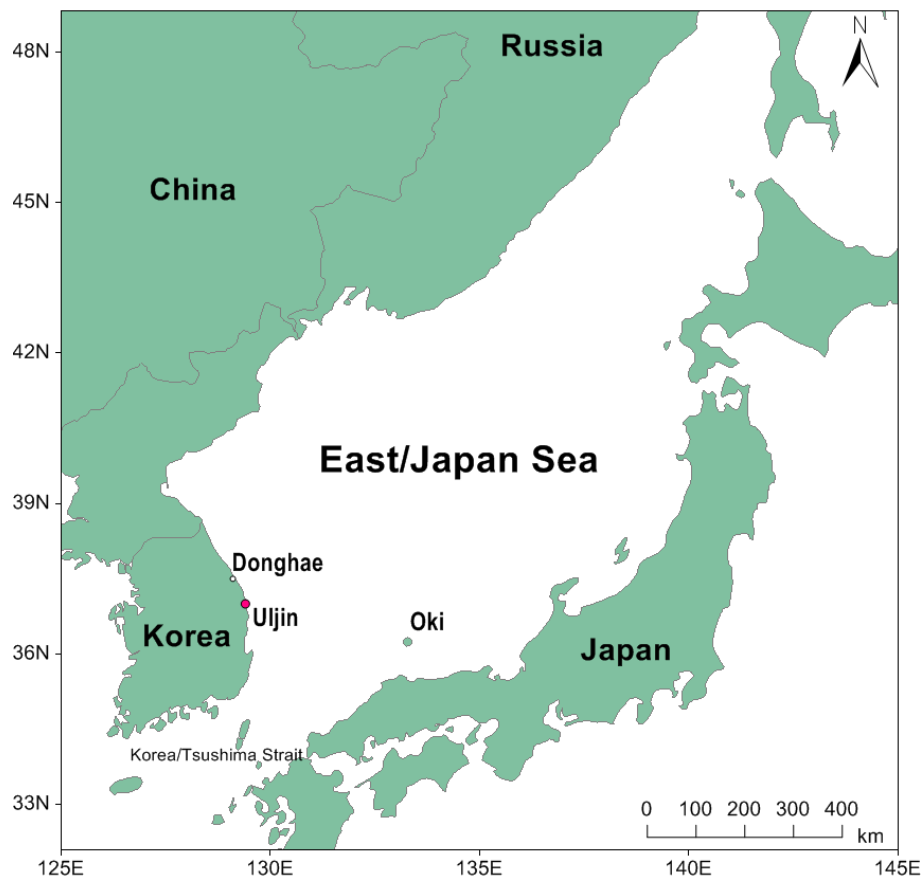 48N
Russia
N
China
45N
42N
East/Japan Sea
39N
Donghae
Uljin
Oki
Korea
Japan
36N
Korea/Tsushima Strait
33N
0 100 200 300 400
km
125E 130E 135E 140E 145E